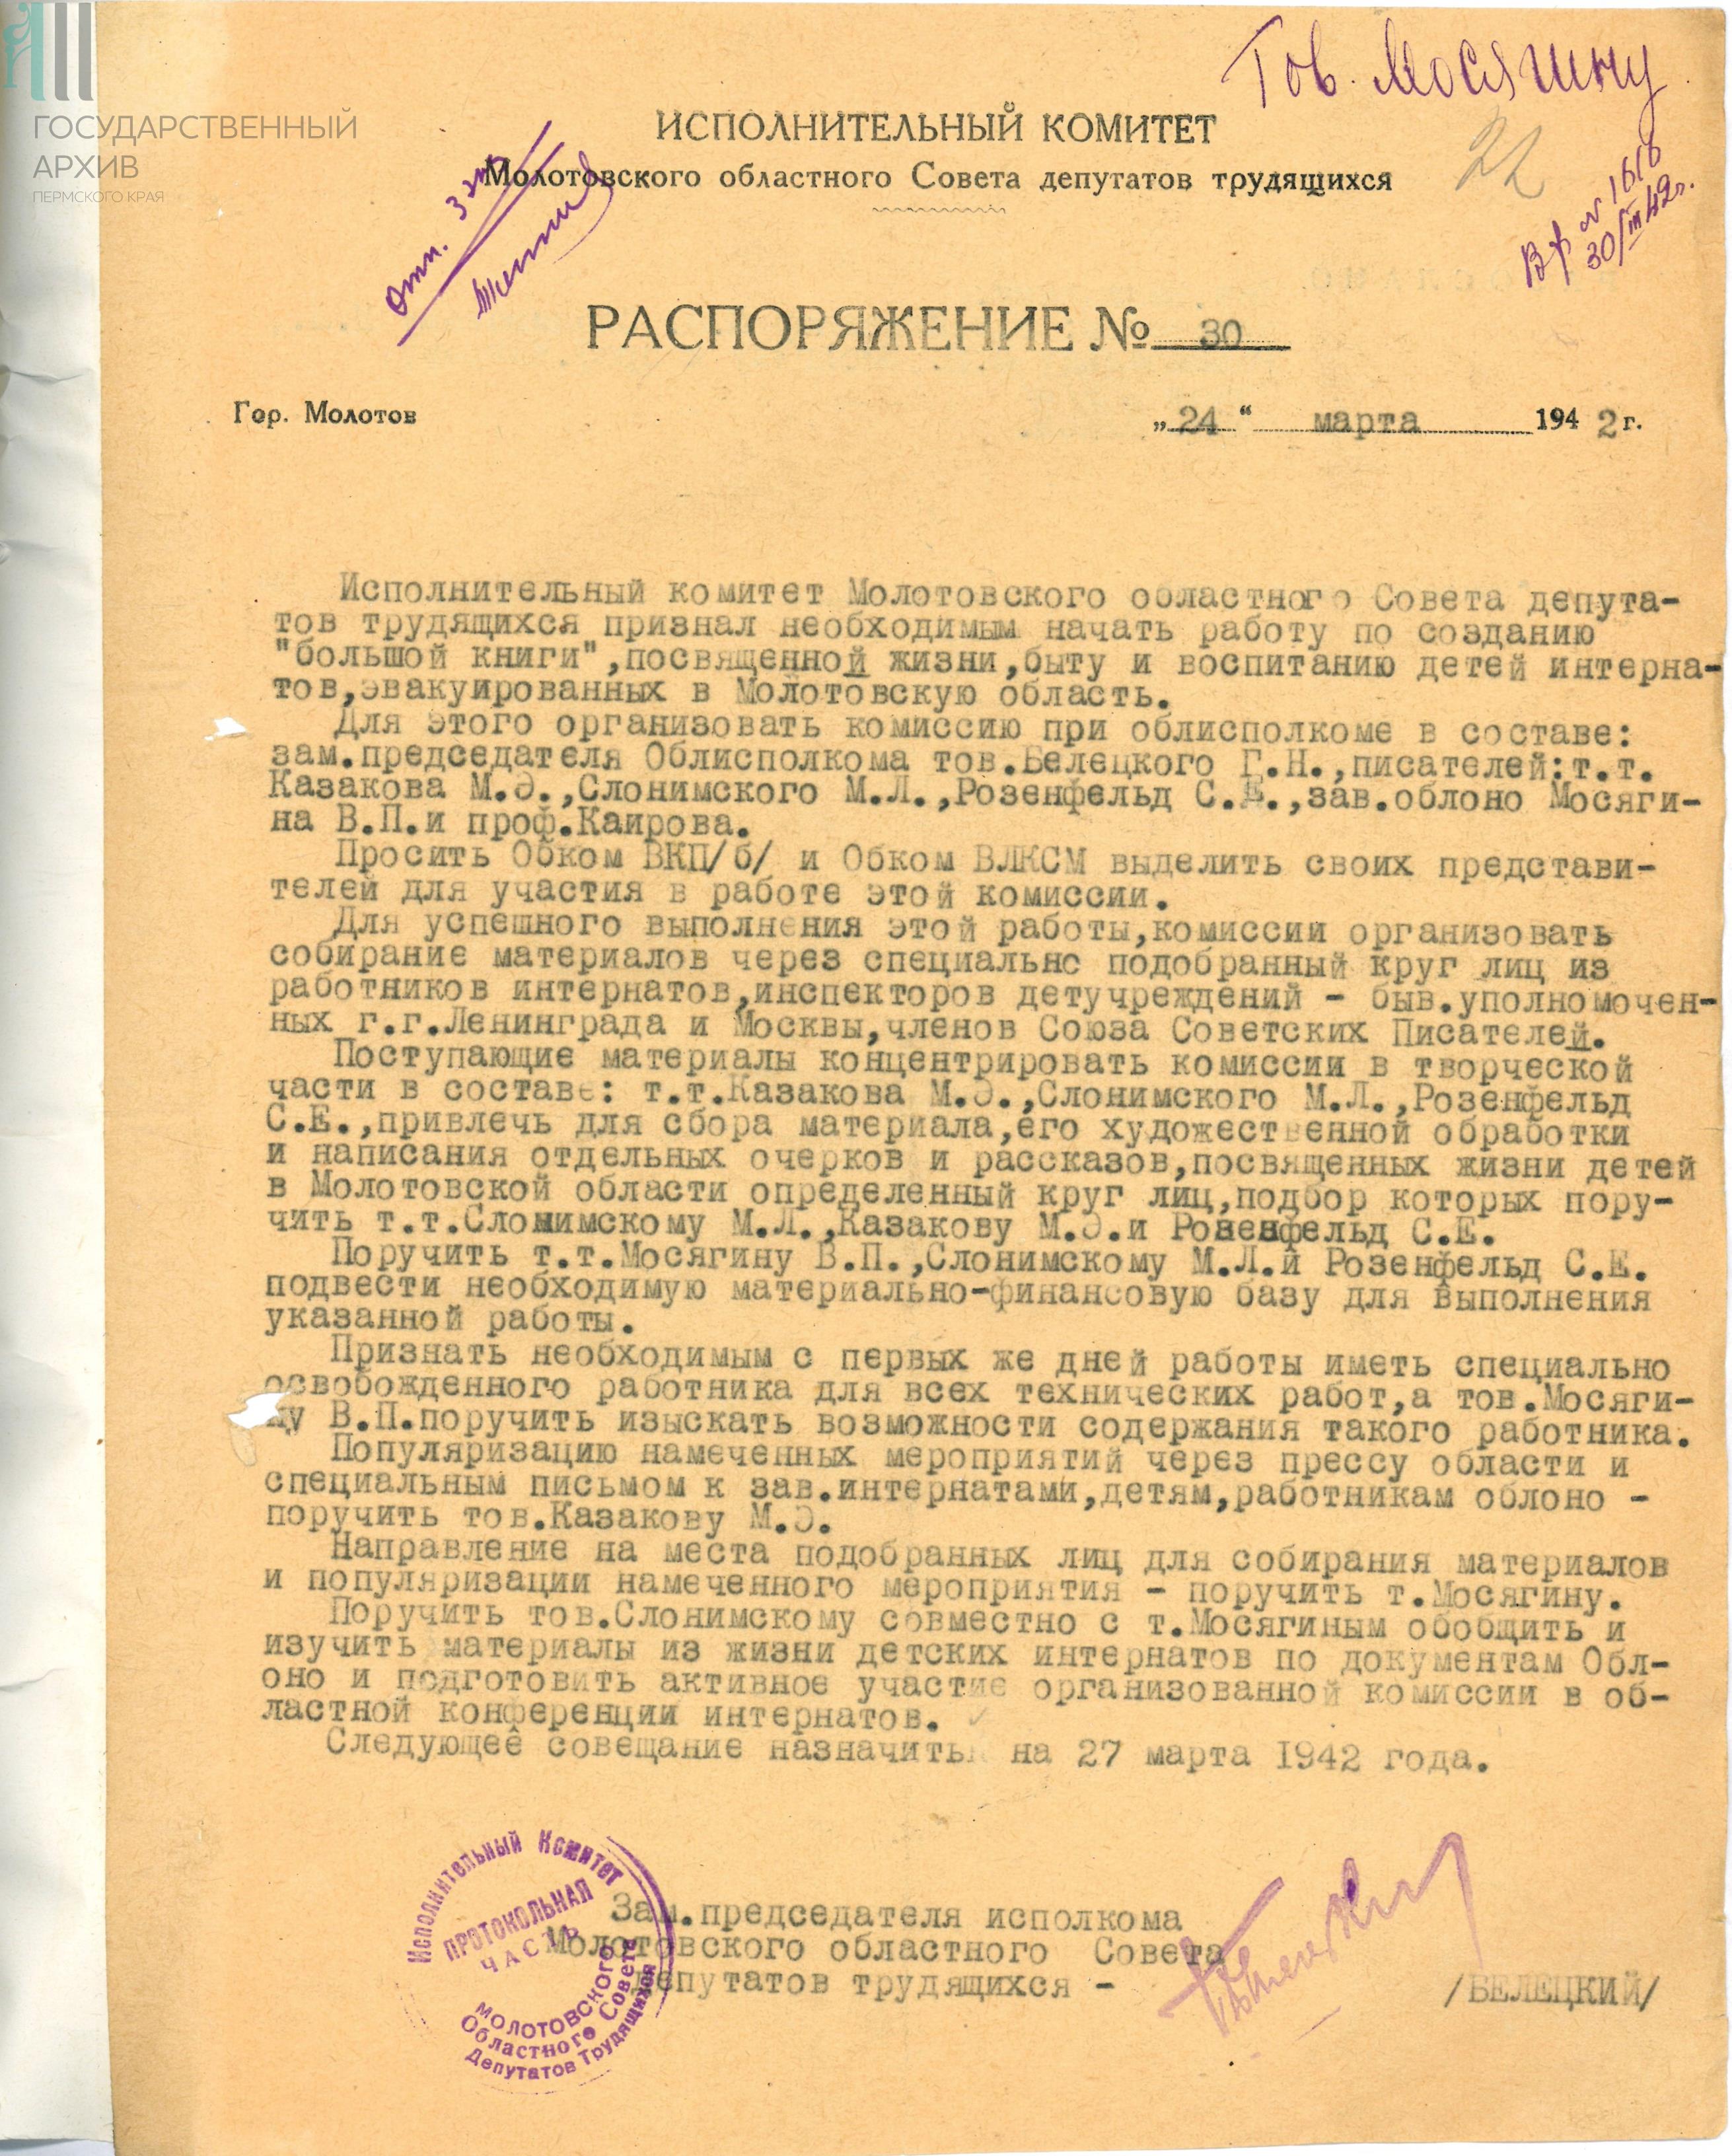 ГОСУДАРСТВЕННЫЙ
АРХИВ
ПЕРМСКОГО КРАЯ
Тов. Мосягину
22
ИСПОЛНИТЕЛЬНЫЙ КОМИТЕТ
Молотовского областного Совета депутатов трудящихся
Вх № 1616
30/III 42г.
отп. 3 экз
РАСПОРЯЖЕНИЕ № 30
Гор. Молотов
„24“ марта 1942 г.
Исполнительный комитет Молотовского областного Совета депута-
тов трудящихся признал необходимым начать работу по созданию
"большой книги",посвященной жизни,быту и воспитанию детей интерна-
тов,эвакуированных в Молотовскую область.
Для этого организовать комиссию при облисполкоме в составе:
зам.председателя Облисполкома тов.Белецкого Г.Н.,писателей:т.т.
Казакова М.Э.,Слонимского М.Л.,Розенфельд С.Е.,зав.облоно Мосяги-
на В.П.и проф.Каирова.
Просить Обком ВКП/б/ и Обком ВЛКСМ выделить своих представи-
телей для участия в работе этой комиссии.
Для успешного выполнения этой работы,комиссии организовать
собирание материалов через специально подобранный круг лиц из
работников интернатов,инспекторов детучреждений - быв.уполномочен-
ных г.г.Ленинграда и Москвы,членов Союза Советских Писателей.
Поступающие материалы концентрировать комиссии в творческой
части в составе: т.т.Казакова М.Э.,Слонимского М.Л.,Розенфельд
С.Е.,привлечь для сбора материала,его художественной обработки
и написания отдельных очерков и рассказов,посвященных жизни детей
в Молотовской области определенный круг лиц,подбор которых пору-
чить т.т.Слонимскому М.Л.,Казакову М.Э.и Розенфельд С.Е.
Поручить т.т.Мосягину В.П.,Слонимскому М.Л.и Розенфельд С.Е.
подвести необходимую материально-финансовую базу для выполнения
указанной работы.
Признать необходимым с первых же дней работы иметь специально
освобожденного работника для всех технических работ,а тов.Мосяги-
ну В.П.поручить изыскать возможности содержания такого работника.
Популяризацию намеченных мероприятий через прессу области и
специальным письмом к зав.интернатами,детям,работникам облоно -
поручить тов.Казакову М.Э.
Направление на места подобранных лиц для собирания материалов
и популяризации намеченного мероприятия - поручить т.Мосягину.
Поручить тов.Слонимскому совместно с т.Мосягиным обобщить и
изучить материалы из жизни детских интернатов по документам Обл-
оно и подготовить активное участие организованной комиссии в об-
ластной конференции интернатов.
Следующее совещание назначить на 27 марта 1942 года.
Исполнительный Комитет
ПРОТОКОЛЬНАЯ
ЧАСТЬ
МОЛОТОВСКОГО
Областного Совета
Депутатов Трудящихся
Зам.председателя исполкома
Молотовского областного Совета
депутатов трудящихся -
/БЕЛЕЦКИЙ/